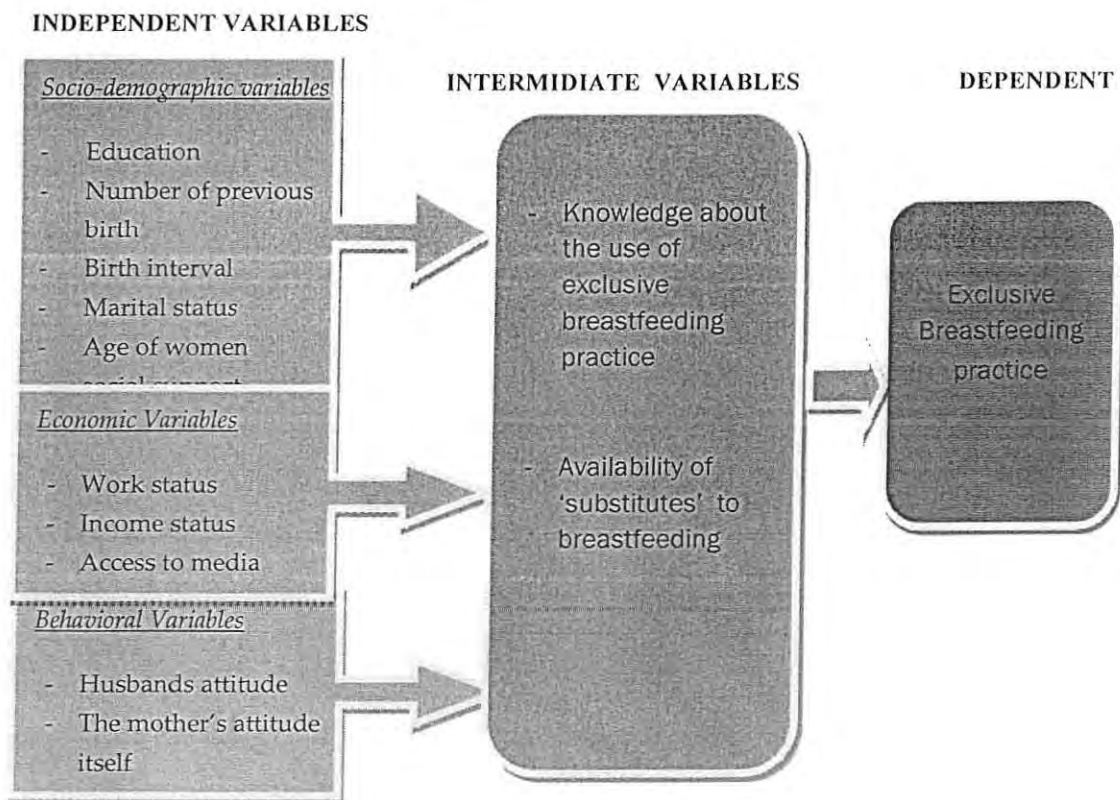 INDEPENDENT VARIABLES
Socio-demographic variables
- Education
- Number of previous
birth
- Birth interval
- Marital status
- Age of women
social support
Economic Variables
- Work status
- Income status
- Access to media
Behavioral Variables
- Husbands attitude
- The mother's attitude
itself
INTERMIDIATE VARIABLES
- Knowledge about
the use of
exclusive
breastfeeding
practice
- Availability of
'substitutes' to
breastfeeding
DEPENDENT
Exclusive
Breastfeeding
practice